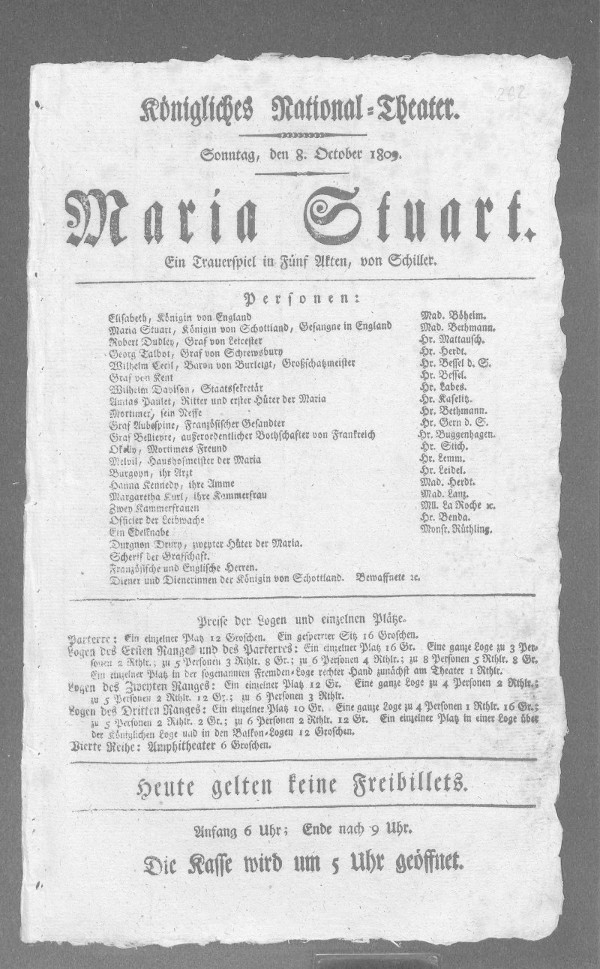 202
Königliches National-Theater.
Sonntag, den 8. October 1809.
Maria Stuart.
Ein Trauerspiel in Fünf Akten, von Schiller.
Personen:
Elisabeth, Königin von England Mad. Böheim.
Maria Stuart, Königin von Schottland, Gefangne in England Mad. Bethmann.
Robert Dudley, Graf von Leicester Hr. Mattausch.
Georg Talbot, Graf von Schrewsbury Hr. Herdt.
Wilhelm Cecil, Baron von Burleigt, Großschatzmeister Hr. Bessel d. S.
Graf von Kent Hr. Bessel.
Wilhelm Davison, Staatssekretär Hr. Labes.
Amias Paulet, Ritter und erster Hüter der Maria Hr. Kaselitz.
Mortimer, sein Neffe Hr. Bethmann.
Graf Aubespine, Französischer Gesandter Hr. Gern d. S.
Graf Bellievre, außerordentlicher Bothschafter von Frankreich Hr. Buggenhagen.
Okelly, Mortimers Freund Hr. Stich.
Melvil, Haushofmeister der Maria Hr. Lemm.
Burgoyn, ihr Arzt Hr. Leidel.
Hanna Kennedy, ihre Amme Mad. Herdt.
Margaretha Kurl, ihre Kammerfrau Mad. Lanz.
Zwey Kammerfrauen Mll. La Roche ꝛc.
Officier der Leibwache Hr. Benda.
Ein Edelknabe Monsr. Rüthling.
Durgnon Drury, zweyter Hüter der Maria.
Scherif der Grafschaft.
Französische und Englische Herren.
Diener und Dienerinnen der Königin von Schottland. Bewaffnete ꝛc.
Preise der Logen und einzelnen Plätze.
Parterre: Ein einzelner Platz 12 Groschen. Ein gesperrter Sitz 16 Groschen.
Logen des Ersten Ranges und des Parterres: Ein einzelner Platz 16 Gr. Eine ganze Loge zu 3 Per-
sonen 2 Rthlr.; zu 5 Personen 3 Rthlr. 8 Gr.; zu 6 Personen 4 Rthlr.; zu 8 Personen 5 Rthlr. 8 Gr.
Ein einzelner Platz in der sogenannten Fremden-Loge rechter Hand zunächst am Theater 1 Rthlr.
Logen des Zweyten Ranges: Ein einzelner Platz 12 Gr. Eine ganze Loge zu 4 Personen 2 Rthlr.;
zu 5 Personen 2 Rthlr. 12 Gr.; zu 6 Personen 3 Rthlr.
Logen des Dritten Ranges: Ein einzelner Platz 10 Gr. Eine ganze Loge zu 4 Personen 1 Rthlr. 16 Gr.;
zu 5 Personen 2 Rthlr. 2 Gr.; zu 6 Personen 2 Rthlr. 12 Gr. Ein einzelner Platz in einer Loge über
der Königlichen Loge und in den Balkon-Logen 12 Groschen.
Vierte Reihe: Amphitheater 6 Groschen.
Heute gelten keine Freibillets.
Anfang 6 Uhr; Ende nach 9 Uhr.
Die Kasse wird um 5 Uhr geöffnet.